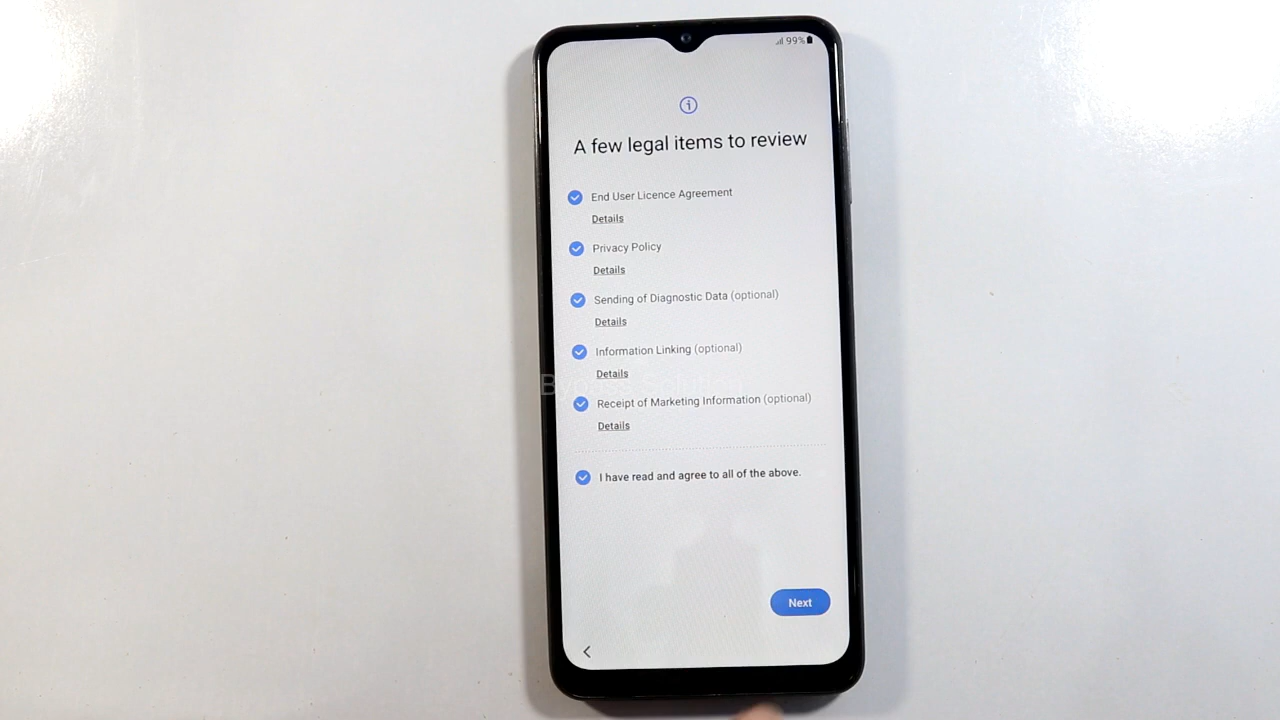 99%
A few legal items to review
End User Licence Agreement
Details
Privacy Policy
Details
Sending of Diagnostic Data (optional)
Details
Information Linking (optional)
Details
Bypass Solution
Receipt of Marketing Information (optional)
Details
I have read and agree to all of the above.
Next